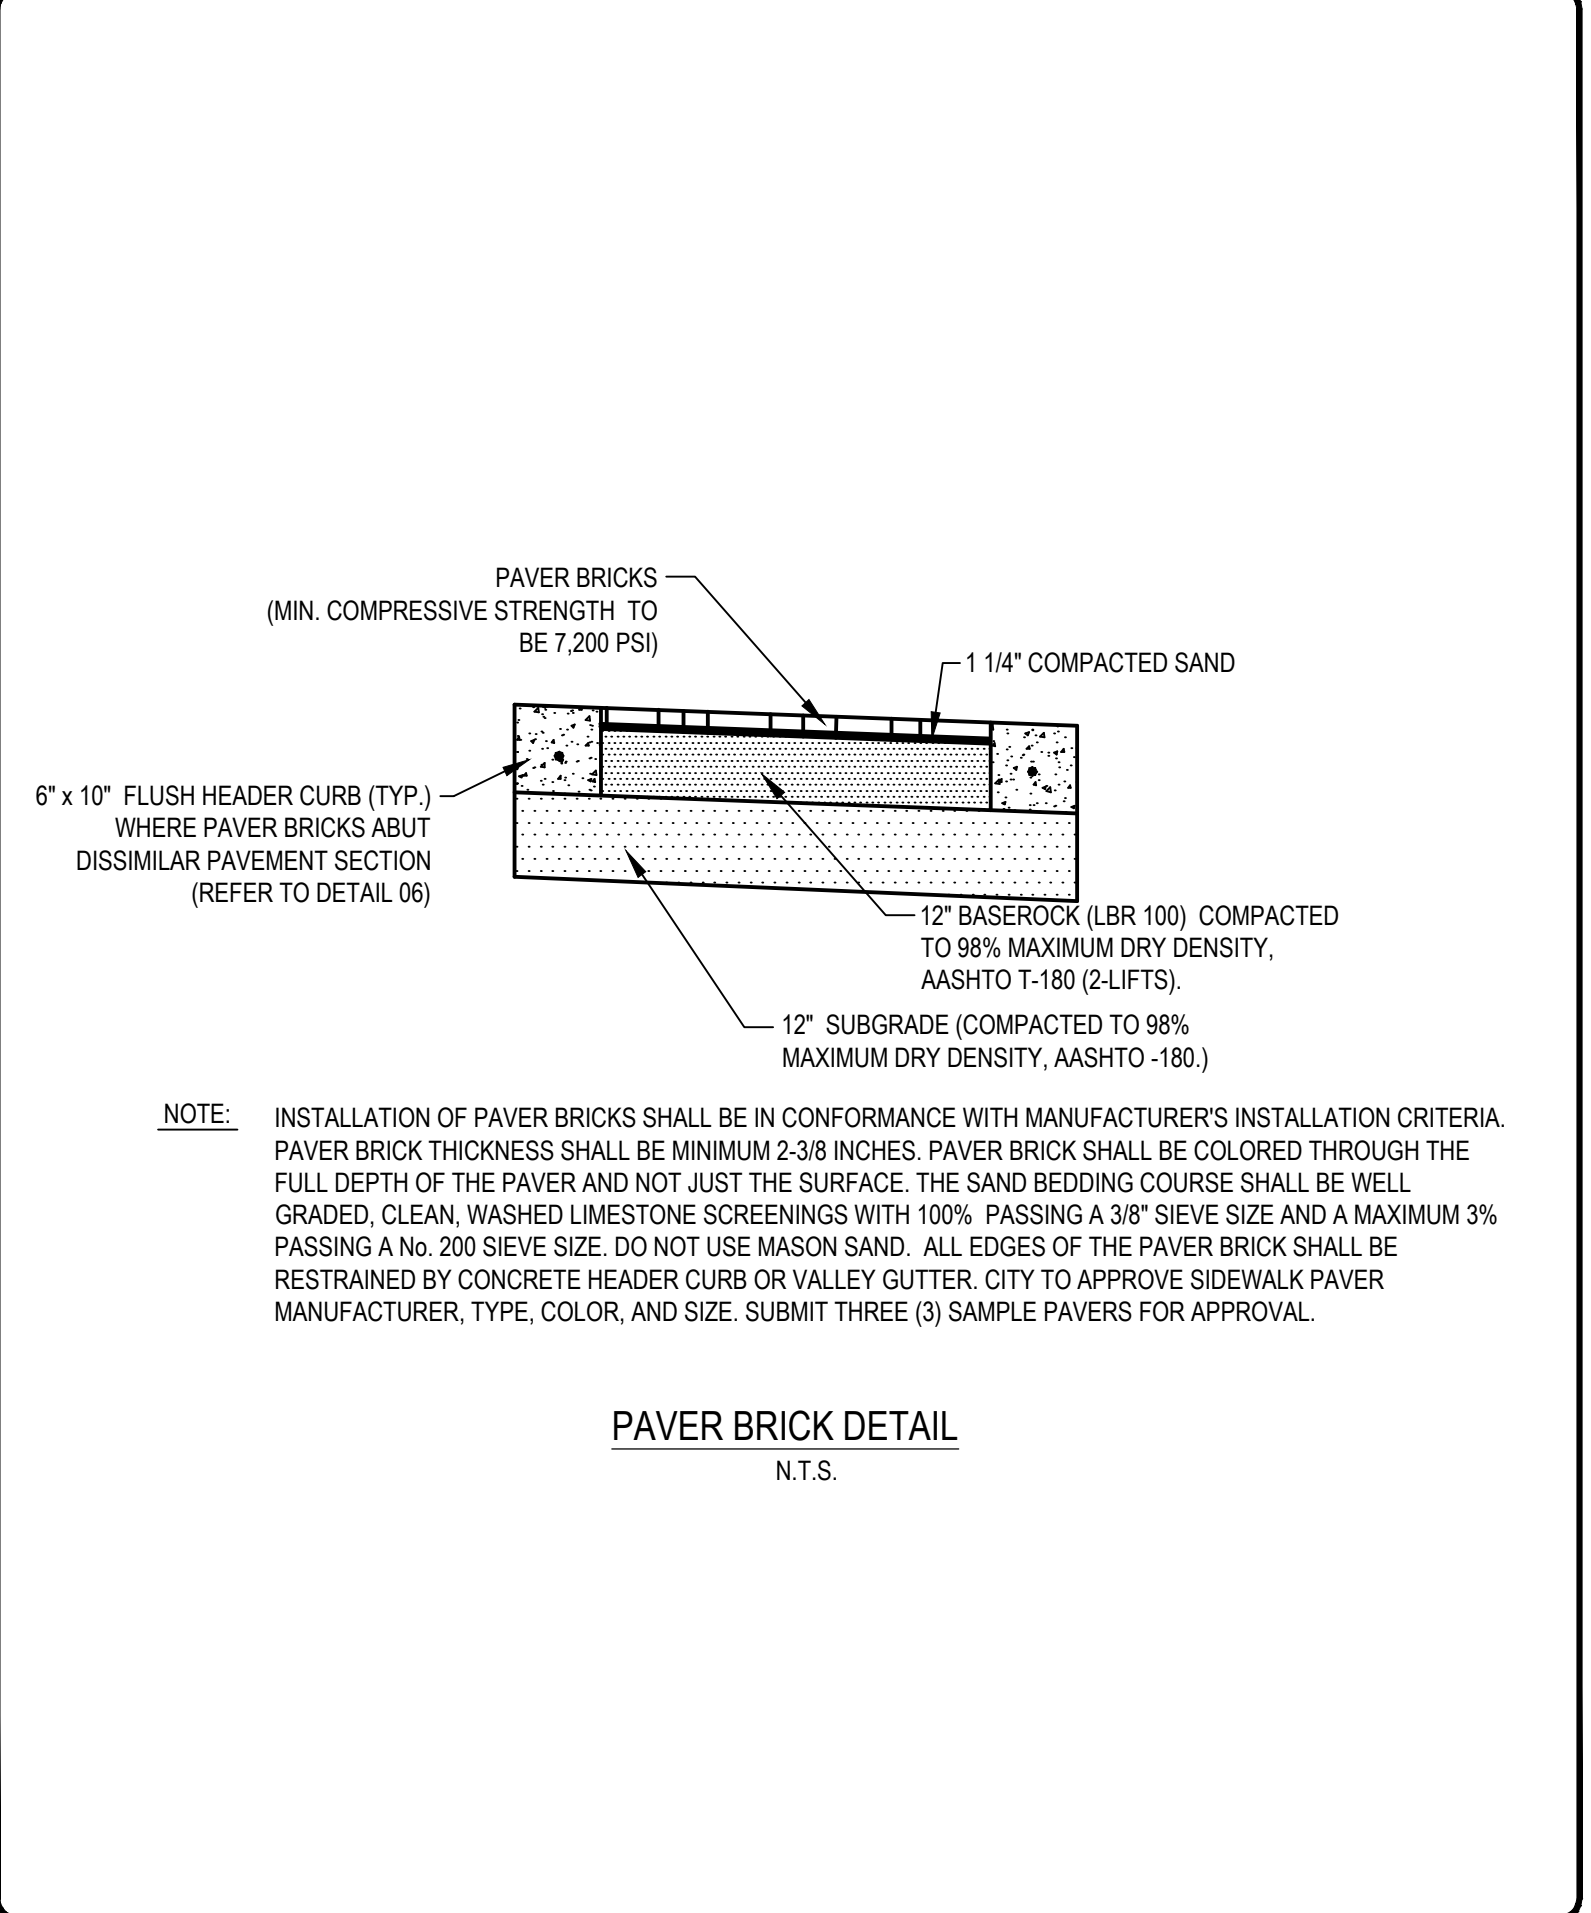 PAVER BRICKS
(MIN. COMPRESSIVE STRENGTH TO
BE 7,200 PSI)
1 1/4" COMPACTED SAND
6" x 10" FLUSH HEADER CURB (TYP.)
WHERE PAVER BRICKS ABUT
DISSIMILAR PAVEMENT SECTION
(REFER TO DETAIL 06)
12" BASEROCK (LBR 100) COMPACTED
TO 98% MAXIMUM DRY DENSITY,
AASHTO T-180 (2-LIFTS).
12" SUBGRADE (COMPACTED TO 98%
MAXIMUM DRY DENSITY, AASHTO -180.)
NOTE: INSTALLATION OF PAVER BRICKS SHALL BE IN CONFORMANCE WITH MANUFACTURER'S INSTALLATION CRITERIA.
PAVER BRICK THICKNESS SHALL BE MINIMUM 2-3/8 INCHES. PAVER BRICK SHALL BE COLORED THROUGH THE
FULL DEPTH OF THE PAVER AND NOT JUST THE SURFACE. THE SAND BEDDING COURSE SHALL BE WELL
GRADED, CLEAN, WASHED LIMESTONE SCREENINGS WITH 100% PASSING A 3/8" SIEVE SIZE AND A MAXIMUM 3%
PASSING A No. 200 SIEVE SIZE. DO NOT USE MASON SAND. ALL EDGES OF THE PAVER BRICK SHALL BE
RESTRAINED BY CONCRETE HEADER CURB OR VALLEY GUTTER. CITY TO APPROVE SIDEWALK PAVER
MANUFACTURER, TYPE, COLOR, AND SIZE. SUBMIT THREE (3) SAMPLE PAVERS FOR APPROVAL.
PAVER BRICK DETAIL
N.T.S.